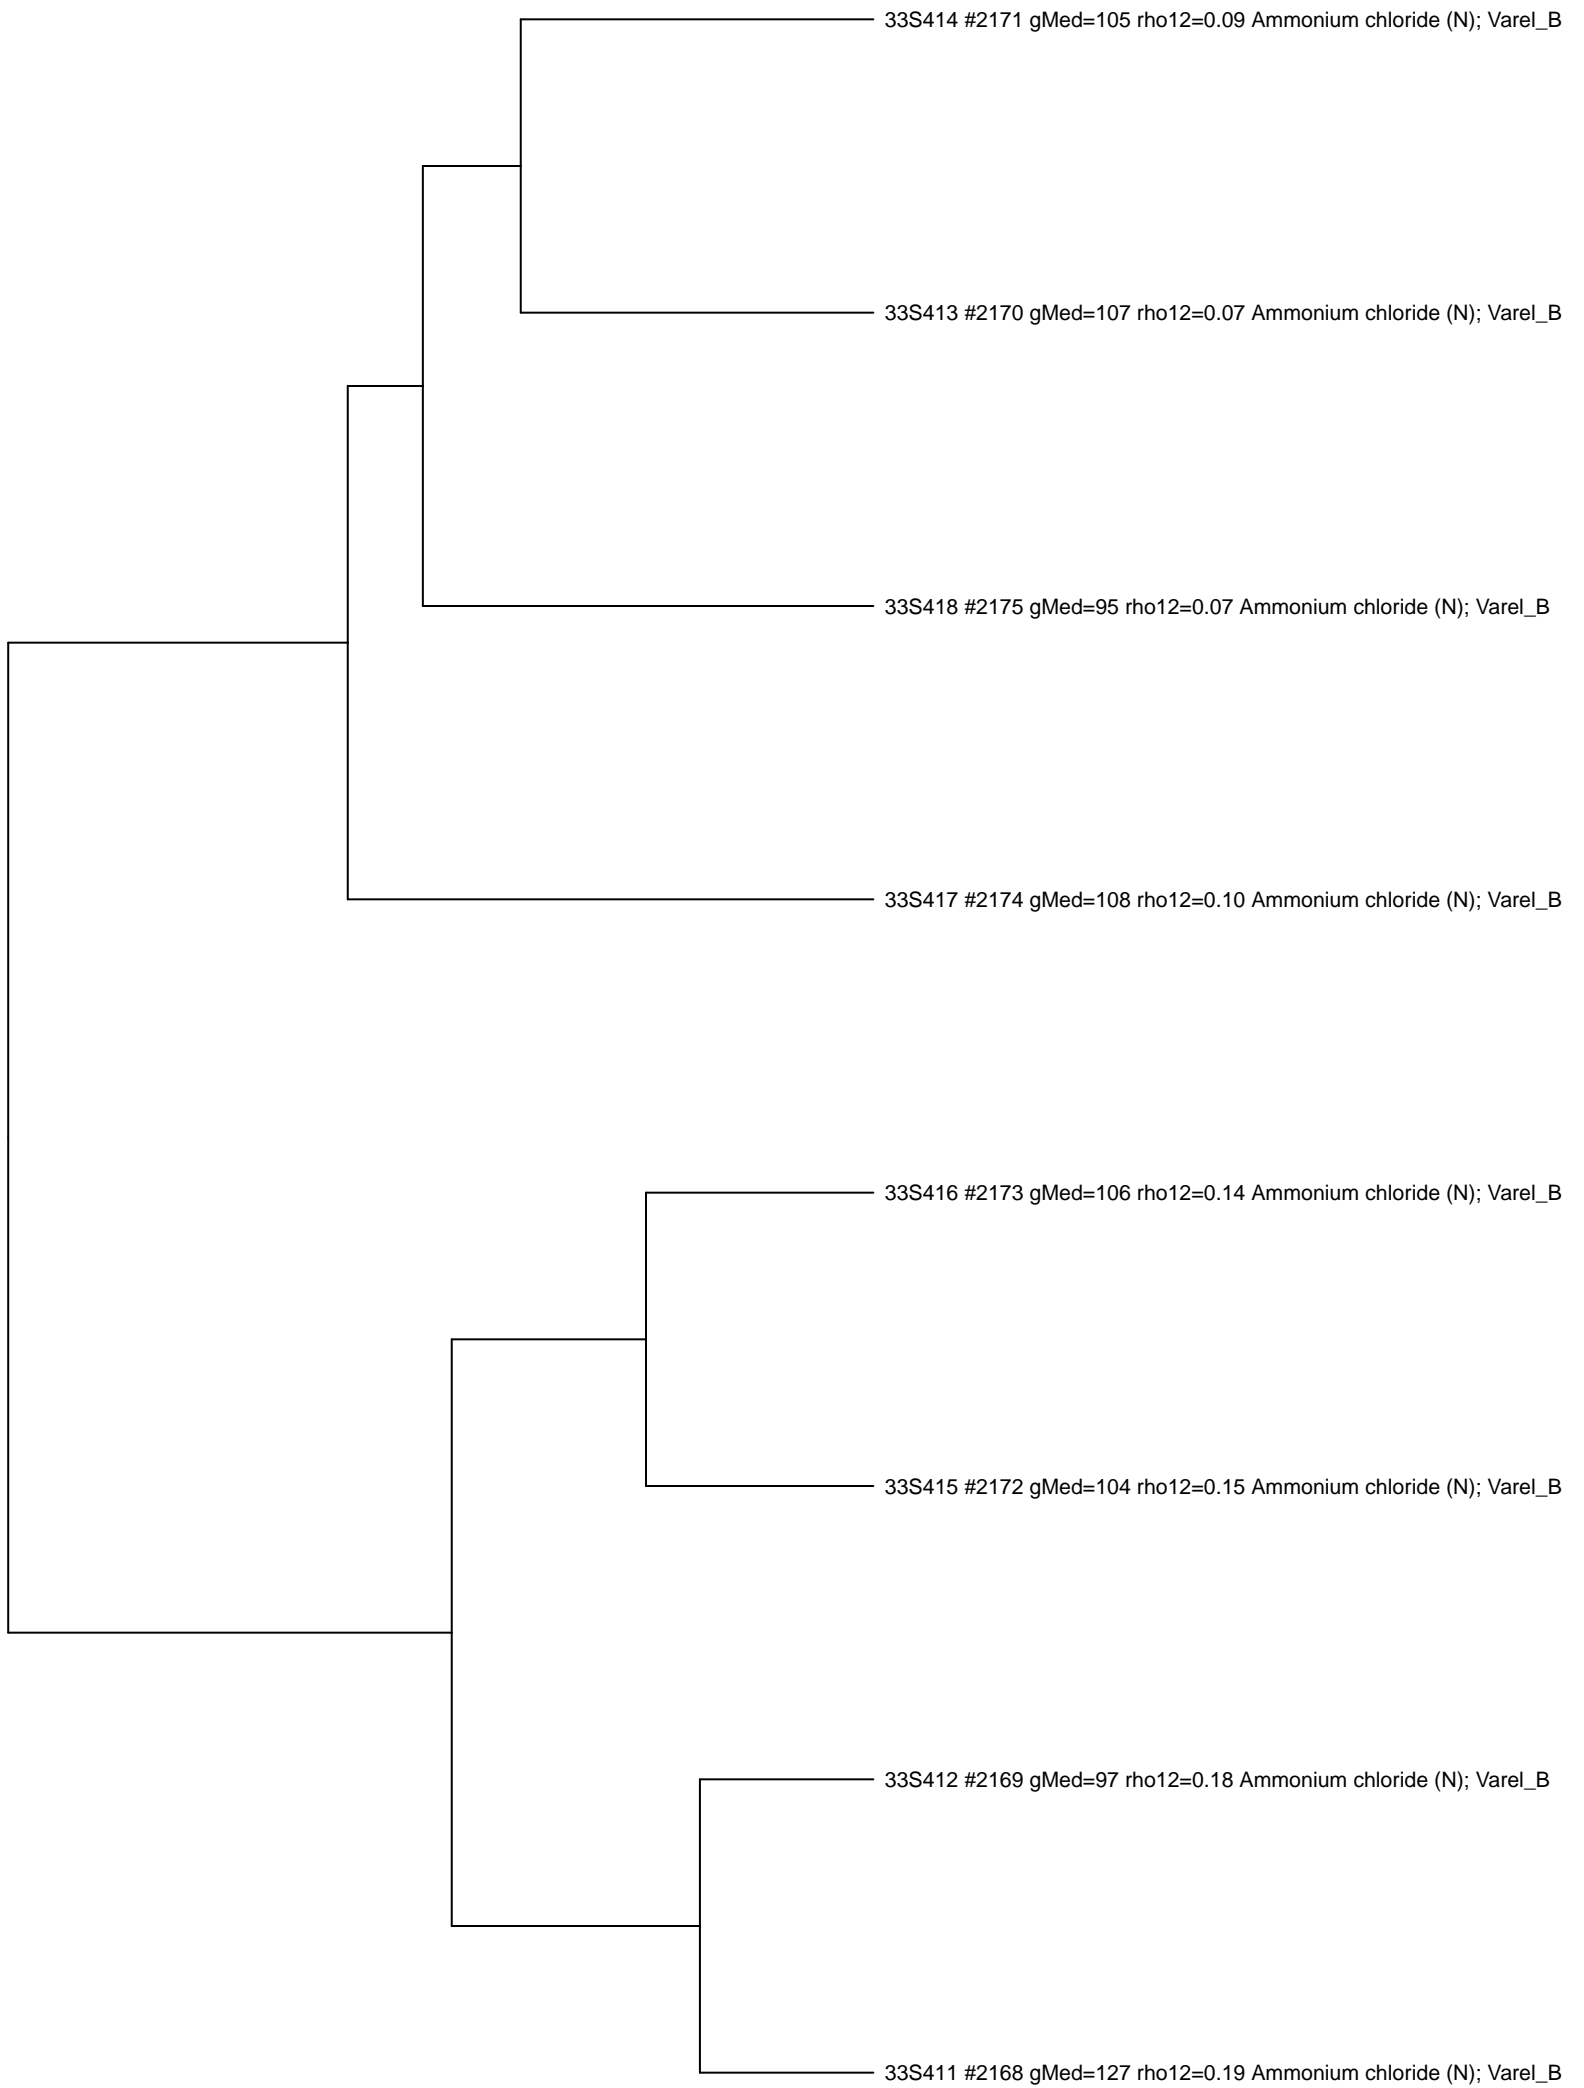 33S414 #2171 gMed=105 rho12=0.09 Ammonium chloride (N); Varel_B
33S413 #2170 gMed=107 rho12=0.07 Ammonium chloride (N); Varel_B
33S418 #2175 gMed=95 rho12=0.07 Ammonium chloride (N); Varel_B
33S417 #2174 gMed=108 rho12=0.10 Ammonium chloride (N); Varel_B
33S416 #2173 gMed=106 rho12=0.14 Ammonium chloride (N); Varel_B
33S415 #2172 gMed=104 rho12=0.15 Ammonium chloride (N); Varel_B
33S412 #2169 gMed=97 rho12=0.18 Ammonium chloride (N); Varel_B
33S411 #2168 gMed=127 rho12=0.19 Ammonium chloride (N); Varel_B